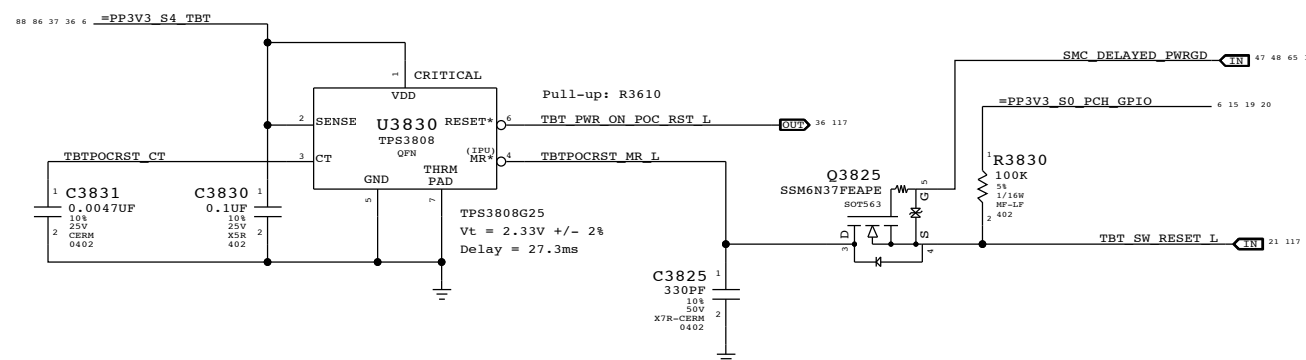 88 86 37 36 6 =PP3V3_S4_TBT
1
CRITICAL
VDD
2 SENSE
U3830
TPS3808
QFN
RESET* 6
Pull-up: R3610
TBT_PWR_ON_POC_RST_L
OUT 36 117
TBTPOCRST_CT
3 CT
(IPU)
MR* 4
TBTPOCRST_MR_L
GND
THRM
PAD
5
7
1
C3831
0.0047UF
10%
25V
CERM
0402
2
C3830 1
0.1UF
10%
25V
X5R
402
2
TPS3808G25
Vt = 2.33V +/- 2%
Delay = 27.3ms
SMC_DELAYED_PWRGD
IN 47 48 65
=PP3V3_S0_PCH_GPIO
6 15 19 20
1
R3830
100K
5%
1/16W
MF-LF
402
2
Q3825
SSM6N37FEAPE
SOT563
5
G
D
S
3
4
TBT_SW_RESET_L
IN 21 117
C3825 1
330PF
10%
50V
X7R-CERM
0402
2